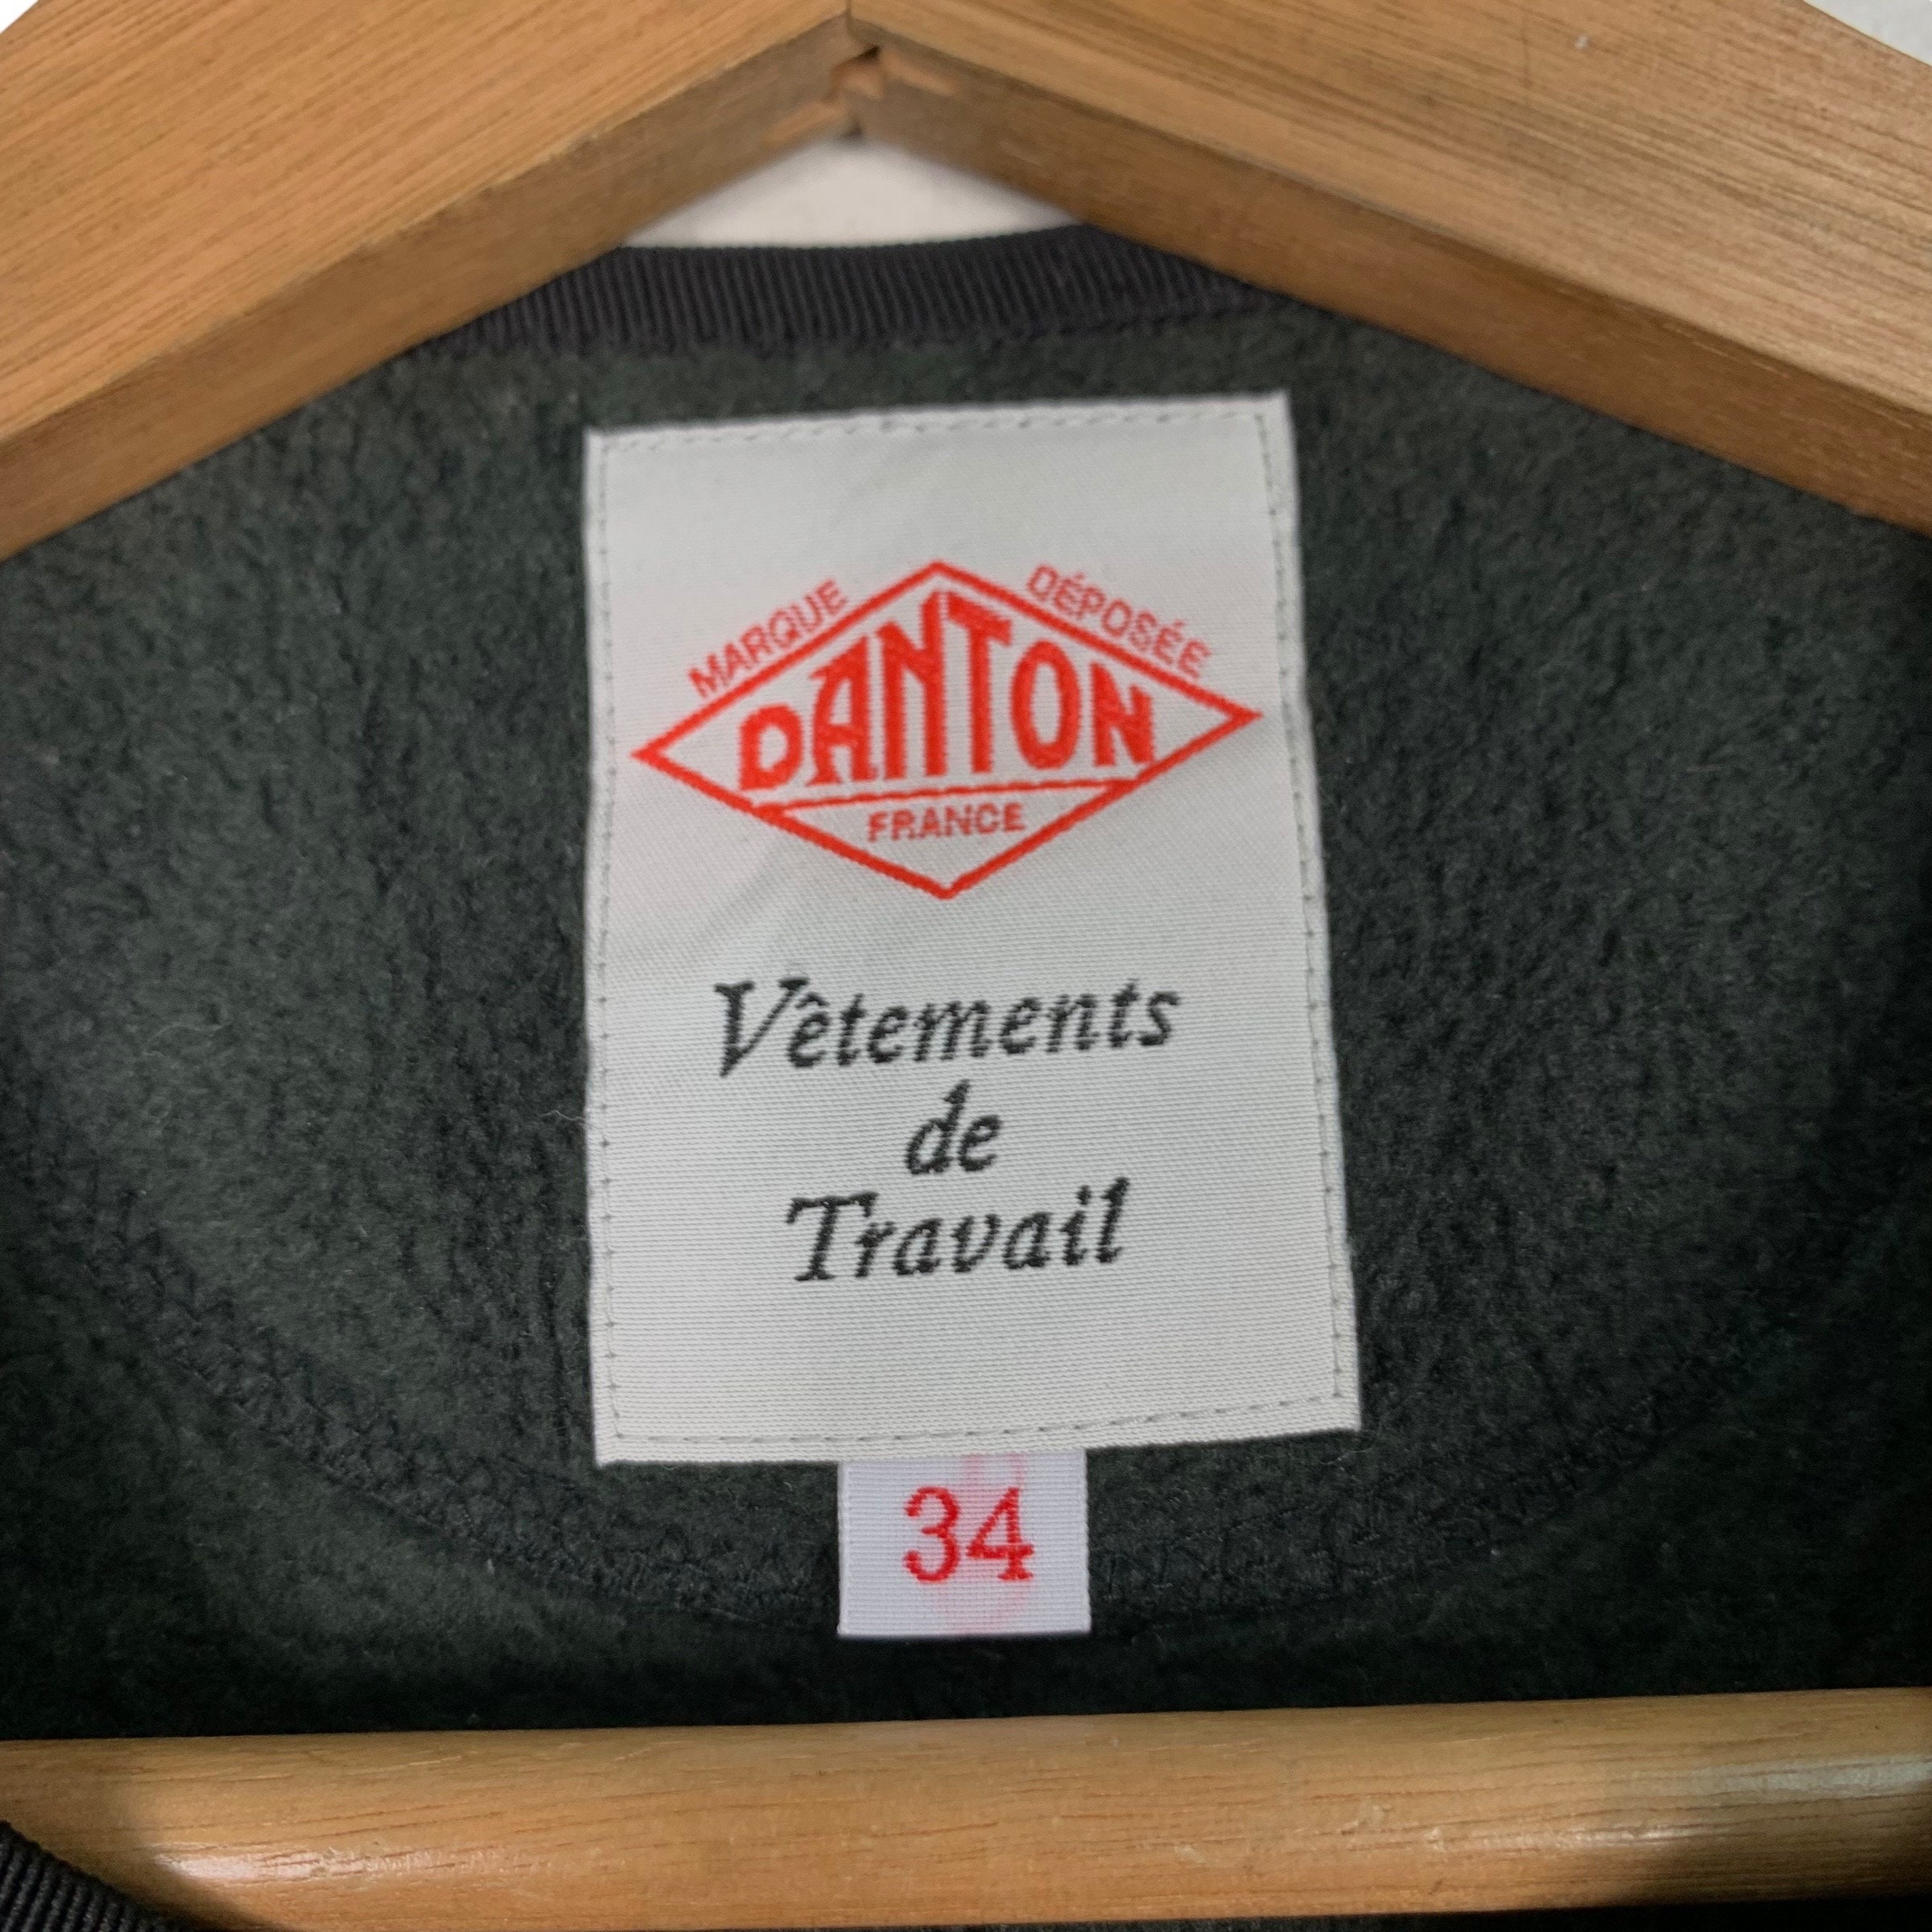 MARQUE DÉPOSÉE
DANTON
FRANCE
Vêtements
de
Travail
34